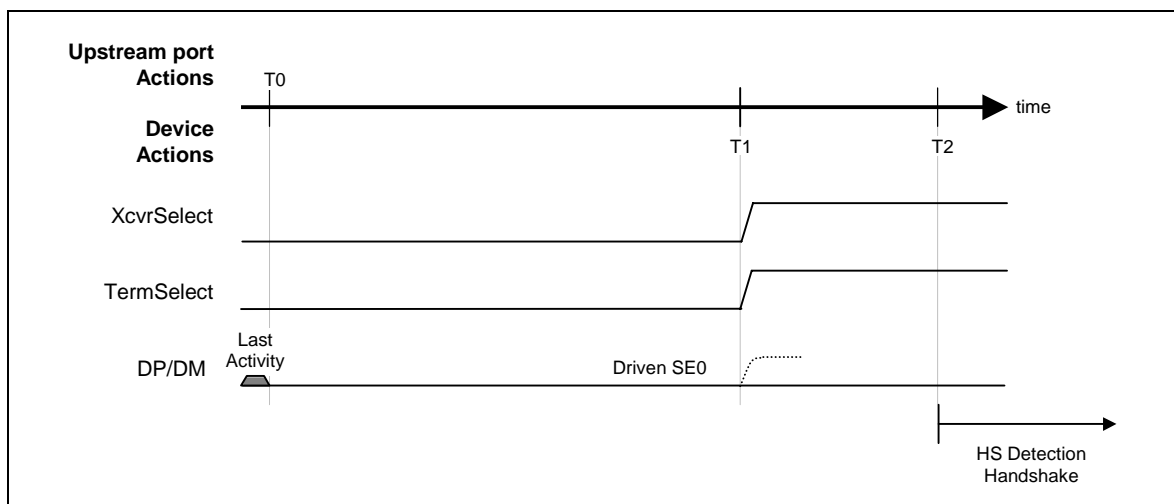 Upstream port
Actions
T0
time
Device
Actions
T1
T2
XcvrSelect
TermSelect
Last
Activity
DP/DM
Driven SE0
HS Detection
Handshake